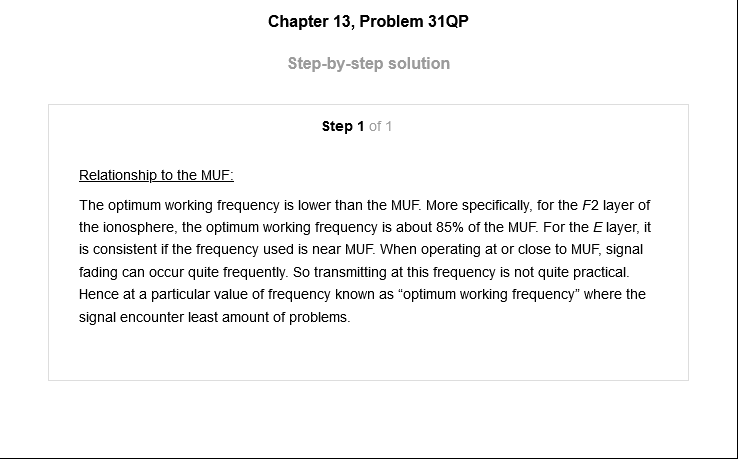 Chapter 13, Problem 31QP
Step-by-step solution
Step 1 of 1
Relationship to the MUF:
The optimum working frequency is lower than the MUF. More specifically, for the F2 layer of
the ionosphere, the optimum working frequency is about 85% of the MUF. For the E layer, it
is consistent if the frequency used is near MUF. When operating at or close to MUF, signal
fading can occur quite frequently. So transmitting at this frequency is not quite practical.
Hence at a particular value of frequency known as “optimum working frequency” where the
signal encounter least amount of problems.